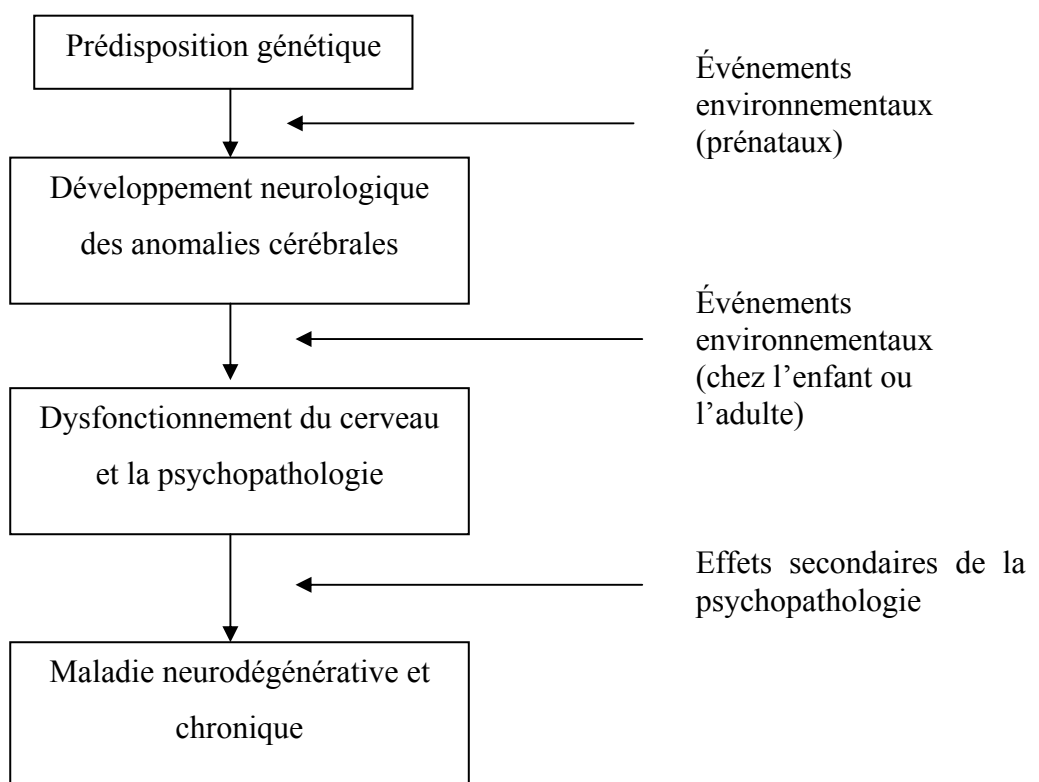 Prédisposition génétique
Événements
environnementaux
(prénataux)
Développement neurologique
des anomalies cérébrales
Événements
environnementaux
(chez l’enfant ou
l’adulte)
Dysfonctionnement du cerveau
et la psychopathologie
Effets secondaires de la
psychopathologie
Maladie neurodégénérative et
chronique